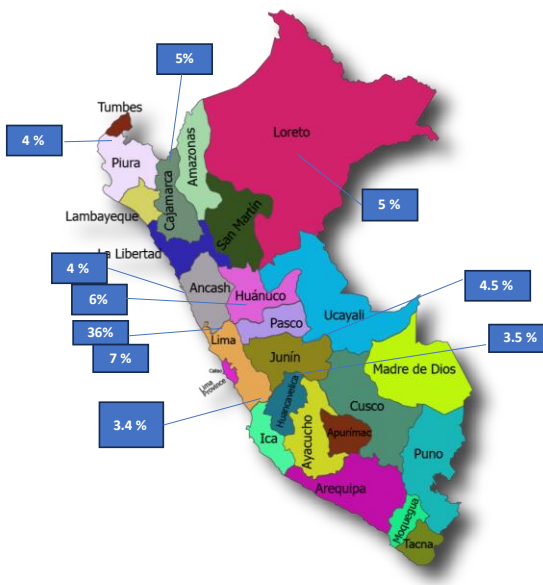 5%
Tumbes
4 %
Piura
Amazonas
Loreto
Cajamarca
5 %
Lambayeque
San Martín
La Libertad
4 %
Ancash
4.5 %
6%
Huánuco
Ucayali
36%
Pasco
3.5 %
Lima
7 %
Junín
Madre de Dios
Callao
Lima
Province
Huancavelica
Cusco
3.4 %
Ica
Ayacucho
Apurímac
Puno
Arequipa
Moquegua
Tacna